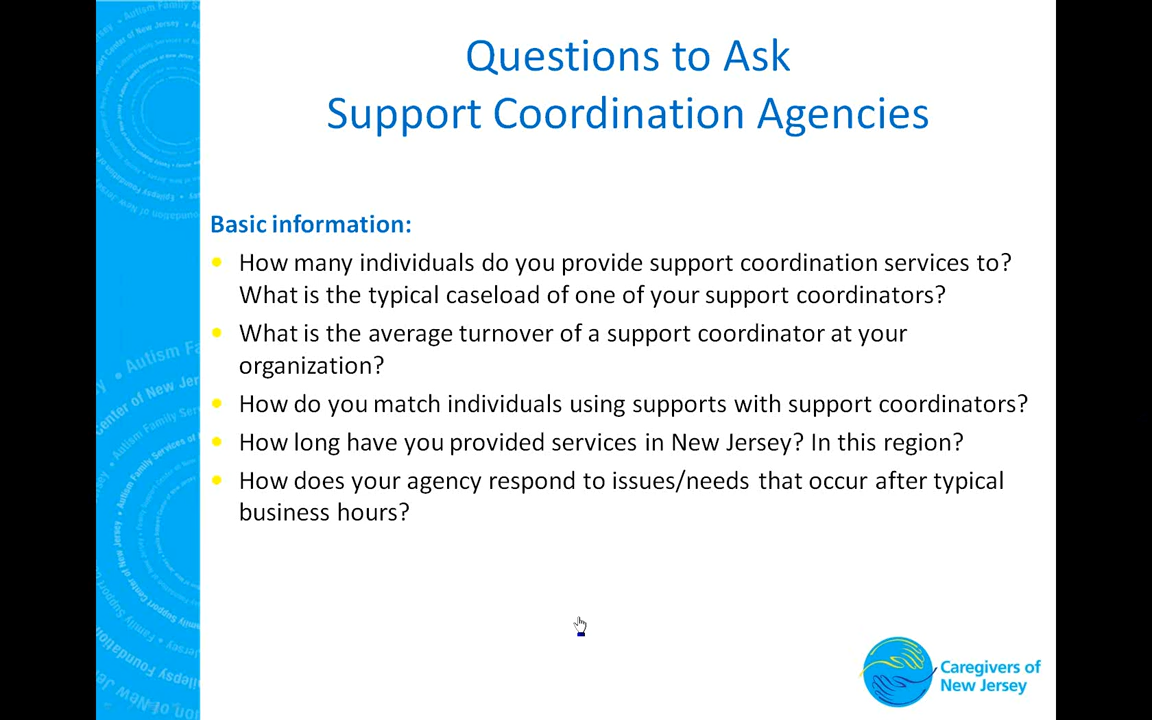 Questions to Ask
Support Coordination Agencies
Basic information:
How many individuals do you provide support coordination services to?
What is the typical caseload of one of your support coordinators?
What is the average turnover of a support coordinator at your
organization?
How do you match individuals using supports with support coordinators?
How long have you provided services in New Jersey? In this region?
How does your agency respond to issues/needs that occur after typical
business hours?
Caregivers of
New Jersey